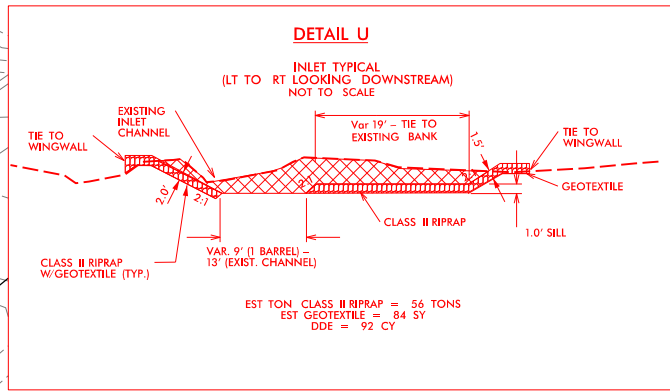 DETAIL U
INLET TYPICAL
(LT TO RT LOOKING DOWNSTREAM)
NOT TO SCALE
EXISTING
INLET
CHANNEL
TIE TO
WINGWALL
Var 19' – TIE TO
EXISTING BANK
1.5'
TIE TO
WINGWALL
GEOTEXTILE
2.0'
2:1
CLASS II RIPRAP
1.0' SILL
VAR. 9' (1 BARREL) –
13' (EXIST. CHANNEL)
CLASS II RIPRAP
W/GEOTEXTILE (TYP.)
EST TON CLASS II RIPRAP = 56 TONS
EST GEOTEXTILE = 84 SY
DDE = 92 CY